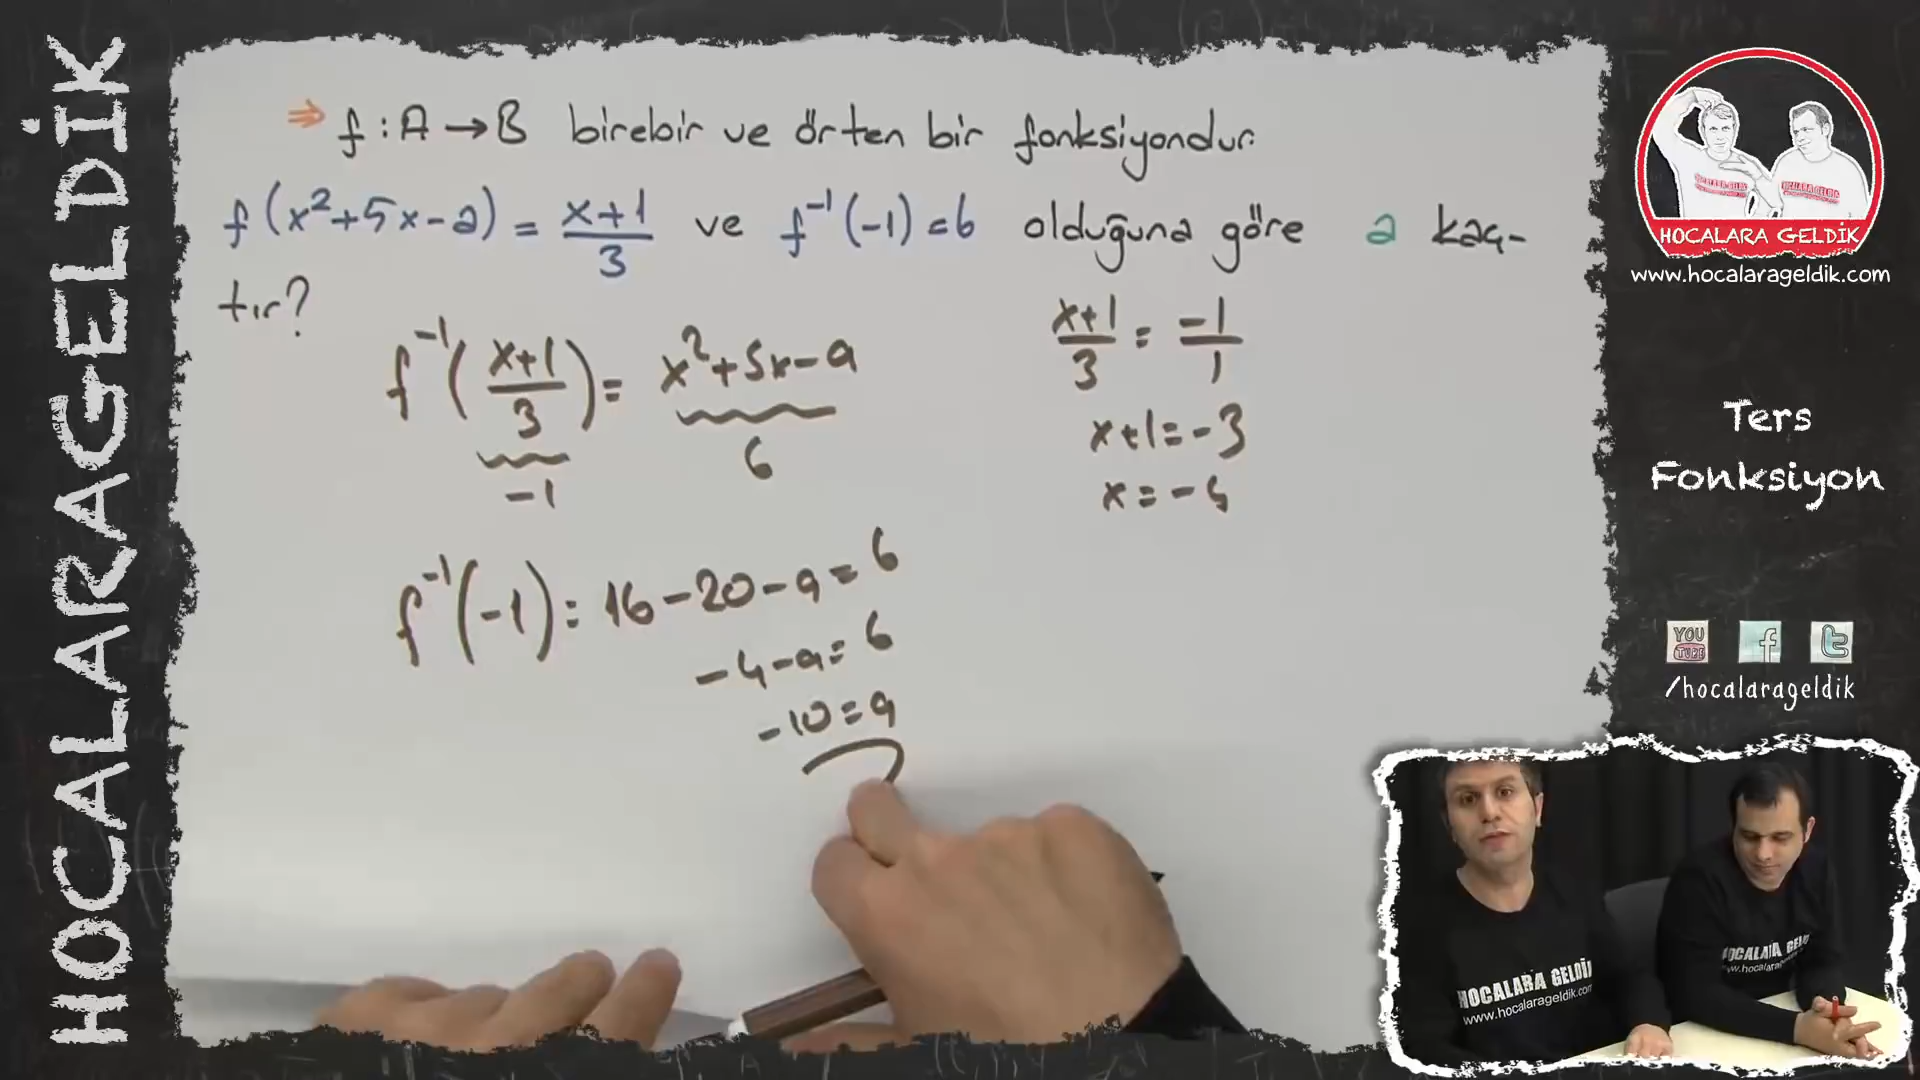 HOCALARAGELDİK
⇒ f : A → B birebir ve örten bir fonksiyondur.
f(x²+5x-a) = (x+1)/3 ve f⁻¹(-1) = 6 olduğuna göre a kaç-
tır?
f⁻¹((x+1)/3) = x²+5x-a
-1
6
x+1/3 = -1/1
x+1 = -3
x = -4
f⁻¹(-1) = 16-20-a = 6
-4-a = 6
-10 = a
HOCALARA GELDİK
www.hocalarageldik.com
Ters
Fonksiyon
YOU
TUBE
f
t
/hocalarageldik
HOCALARA GELDİK
www.hocalarageldik.com